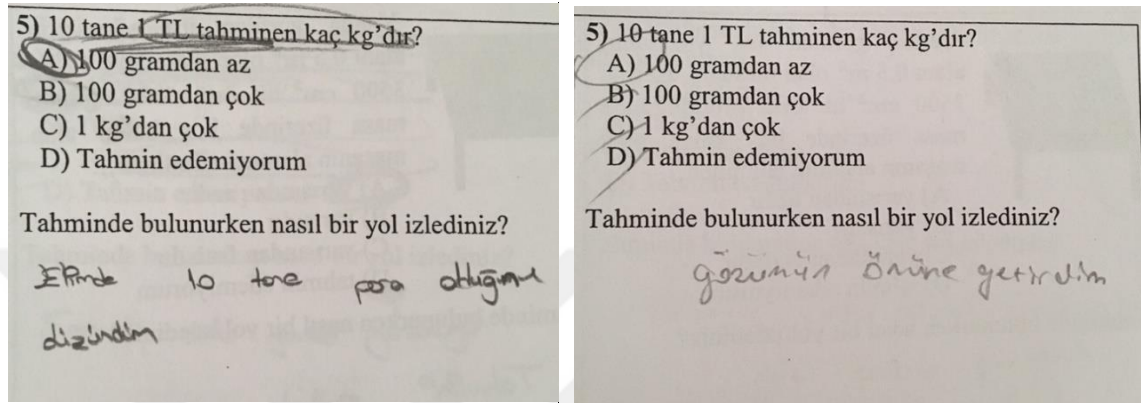 5) 10 tane 1 TL tahminen kaç kg'dır?
A) 100 gramdan az
B) 100 gramdan çok
C) 1 kg'dan çok
D) Tahmin edemiyorum
Tahminde bulunurken nasıl bir yol izlediniz?
Elimde 10 tane para olduğunu
düşündüm
5) 10 tane 1 TL tahminen kaç kg'dır?
A) 100 gramdan az
B) 100 gramdan çok
C) 1 kg'dan çok
D) Tahmin edemiyorum
Tahminde bulunurken nasıl bir yol izlediniz?
gözümün önüne getirdim